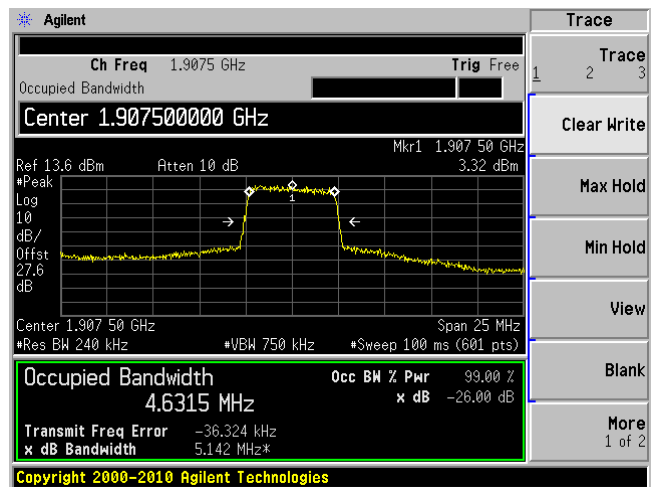 Agilent
Trace
Ch Freq 1.9075 GHz Trig Free
Occupied Bandwidth
Center 1.907500000 GHz
Mkr1 1.907 50 GHz
Ref 13.6 dBm Atten 10 dB 3.32 dBm
#Peak
Log
10
dB/
Offst
27.6
dB
1
Center 1.907 50 GHz Span 25 MHz
#Res BW 240 kHz #VBW 750 kHz #Sweep 100 ms (601 pts)
Occupied Bandwidth Occ BW % Pwr 99.00 %
4.6315 MHz x dB -26.00 dB
Transmit Freq Error -36.324 kHz
x dB Bandwidth 5.142 MHz*
Copyright 2000-2010 Agilent Technologies
Trace
1 2 3
Clear Write
Max Hold
Min Hold
View
Blank
More
1 of 2